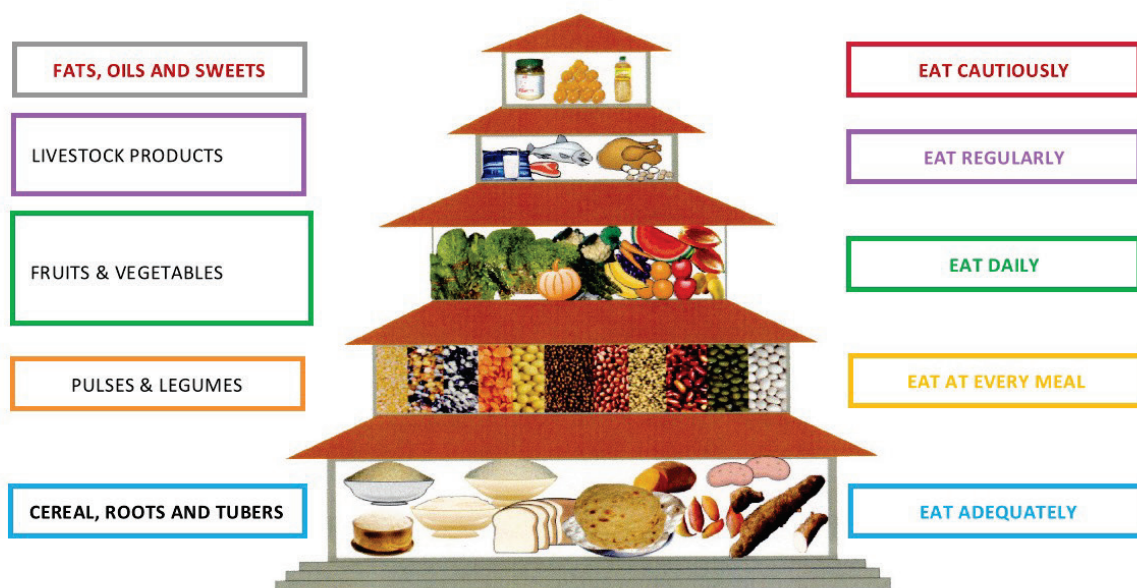 FATS, OILS AND SWEETS
EAT CAUTIOUSLY
LIVESTOCK PRODUCTS
EAT REGULARLY
FRUITS & VEGETABLES
EAT DAILY
PULSES & LEGUMES
EAT AT EVERY MEAL
CEREAL, ROOTS AND TUBERS
EAT ADEQUATELY